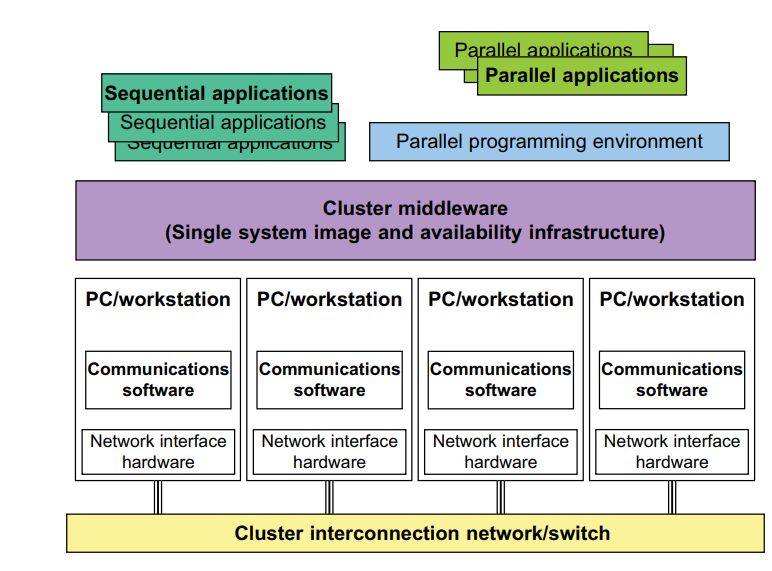 Parallel applications
Parallel applications
Sequential applications
Sequential applications
Sequential applications
Parallel programming environment
Cluster middleware
(Single system image and availability infrastructure)
PC/workstation
PC/workstation
PC/workstation
PC/workstation
Communications
software
Communications
software
Communications
software
Communications
software
Network interface
hardware
Network interface
hardware
Network interface
hardware
Network interface
hardware
Cluster interconnection network/switch